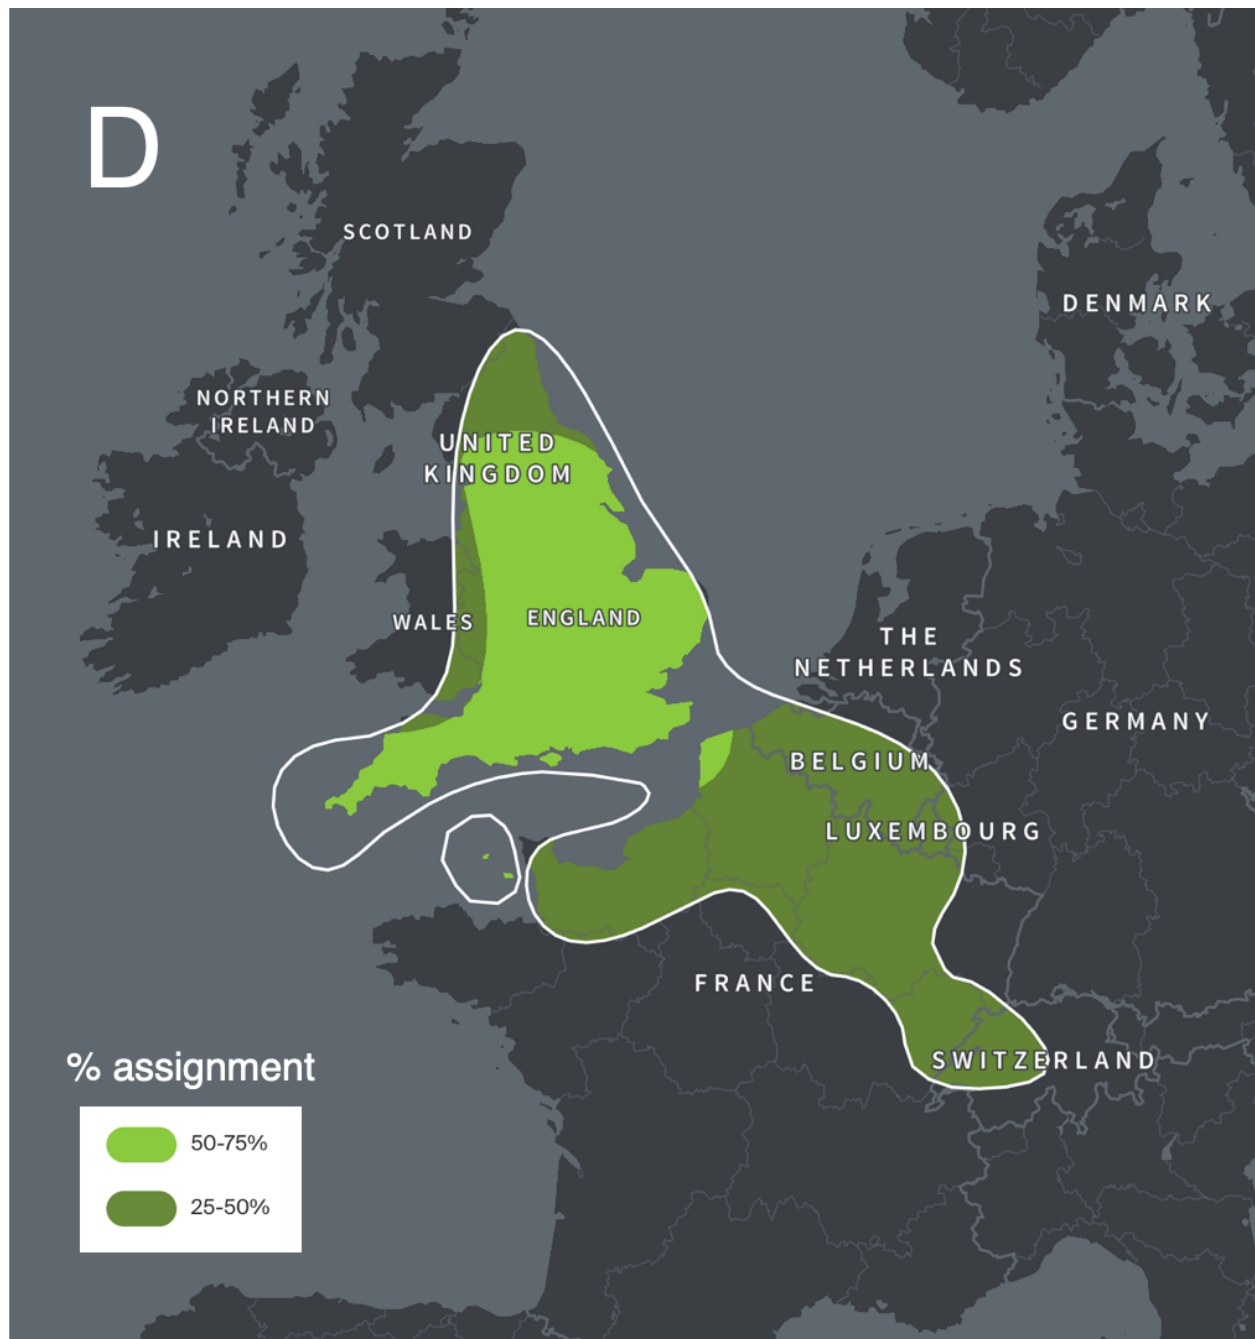 D
SCOTLAND
DENMARK
NORTHERN
IRELAND
UNITED
KINGDOM
IRELAND
WALES
ENGLAND
THE
NETHERLANDS
GERMANY
BELGIUM
LUXEMBOURG
FRANCE
SWITZERLAND
% assignment
50-75%
25-50%